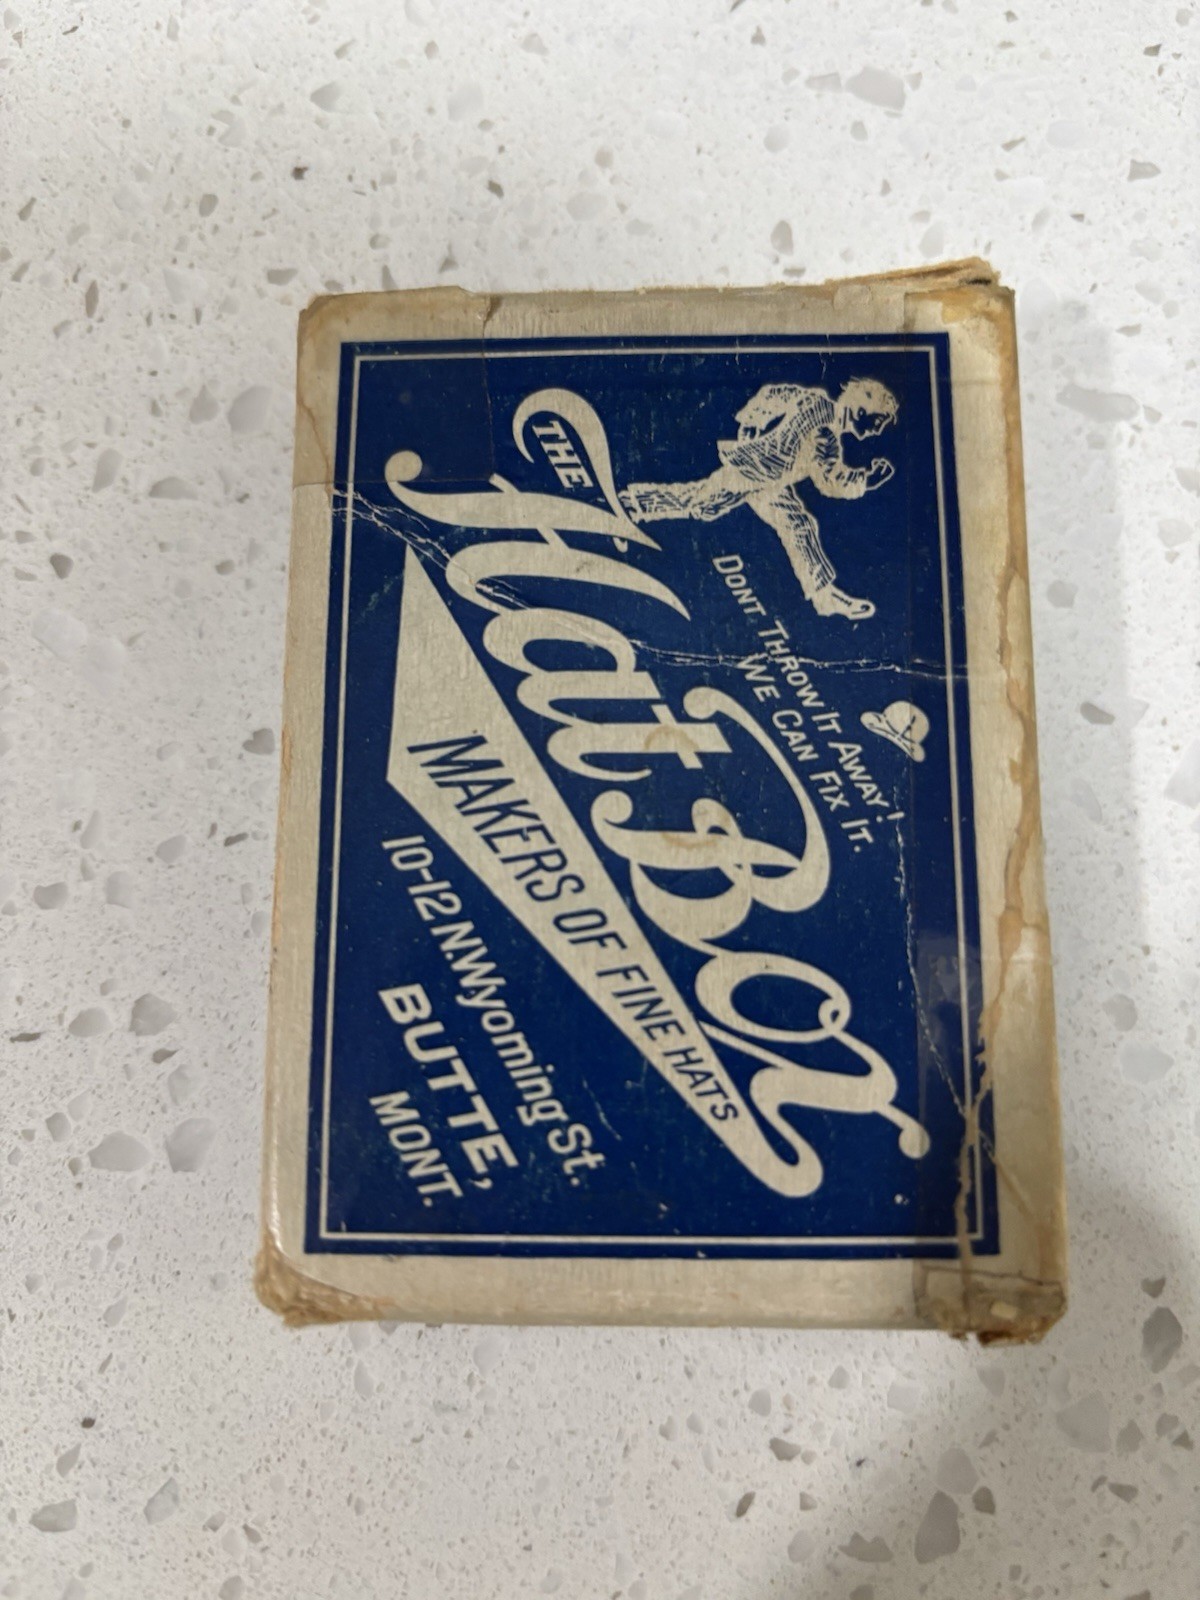 THE
Hat Box
DONT THROW IT AWAY!
WE CAN FIX IT.
MAKERS OF FINE HATS
10-12 N. Wyoming St.
BUTTE,
MONT.